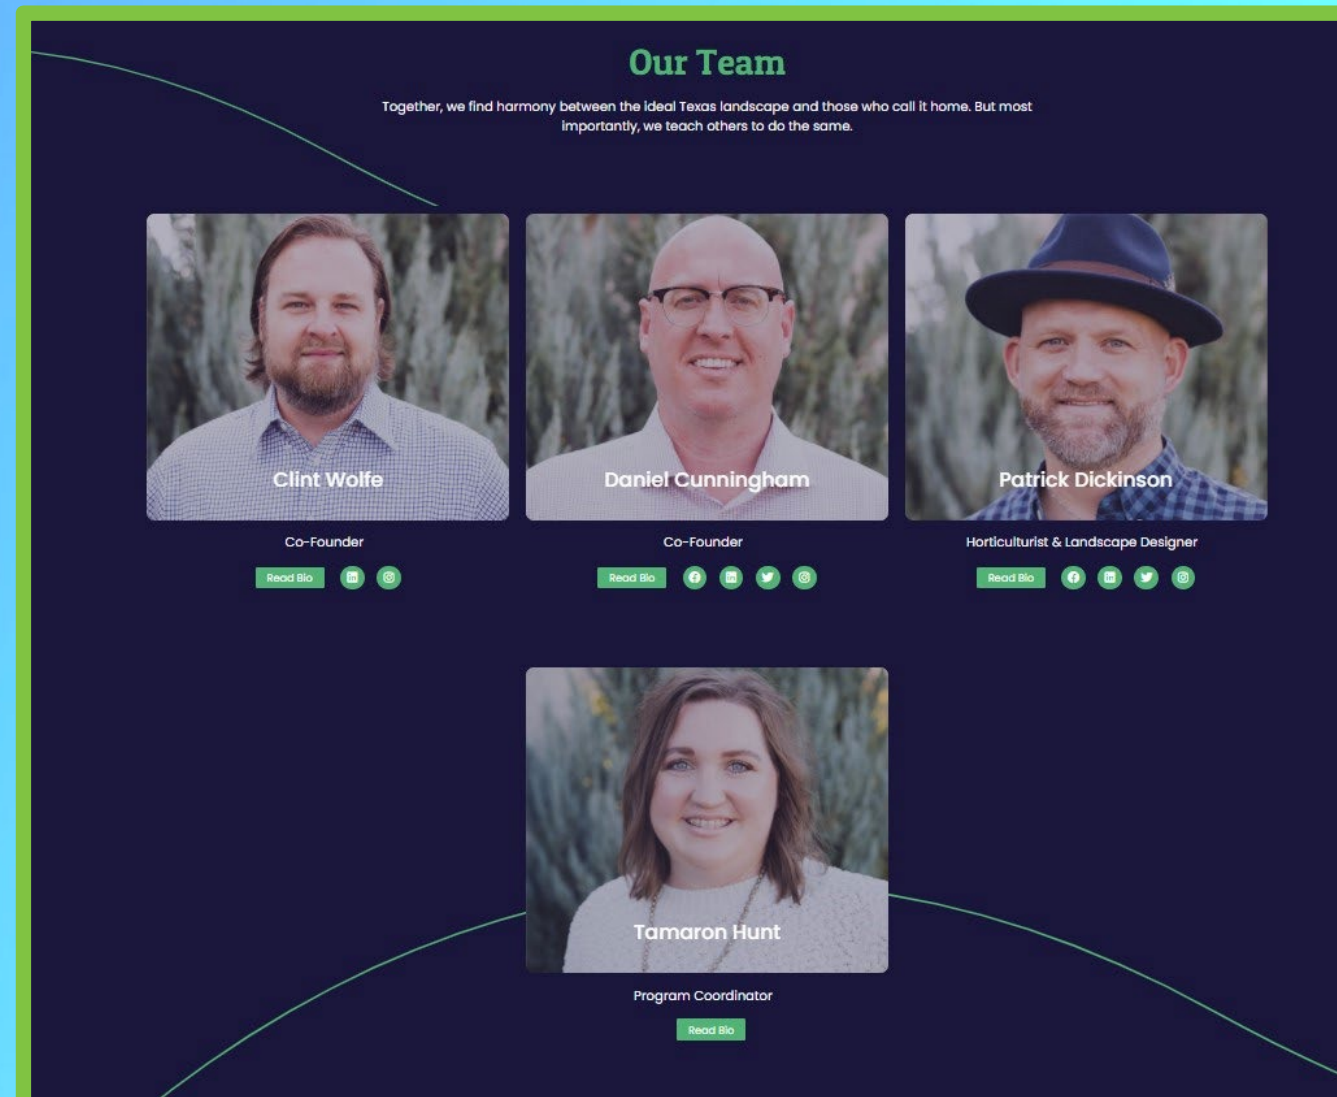 Our Team
Together, we find harmony between the ideal Texas landscape and those who call it home. But most
importantly, we teach others to do the same.
Clint Wolfe
Daniel Cunningham
Patrick Dickinson
Co-Founder
Co-Founder
Horticulturist & Landscape Designer
Read Bio
Read Bio
Read Bio
Tamaron Hunt
Program Coordinator
Read Bio